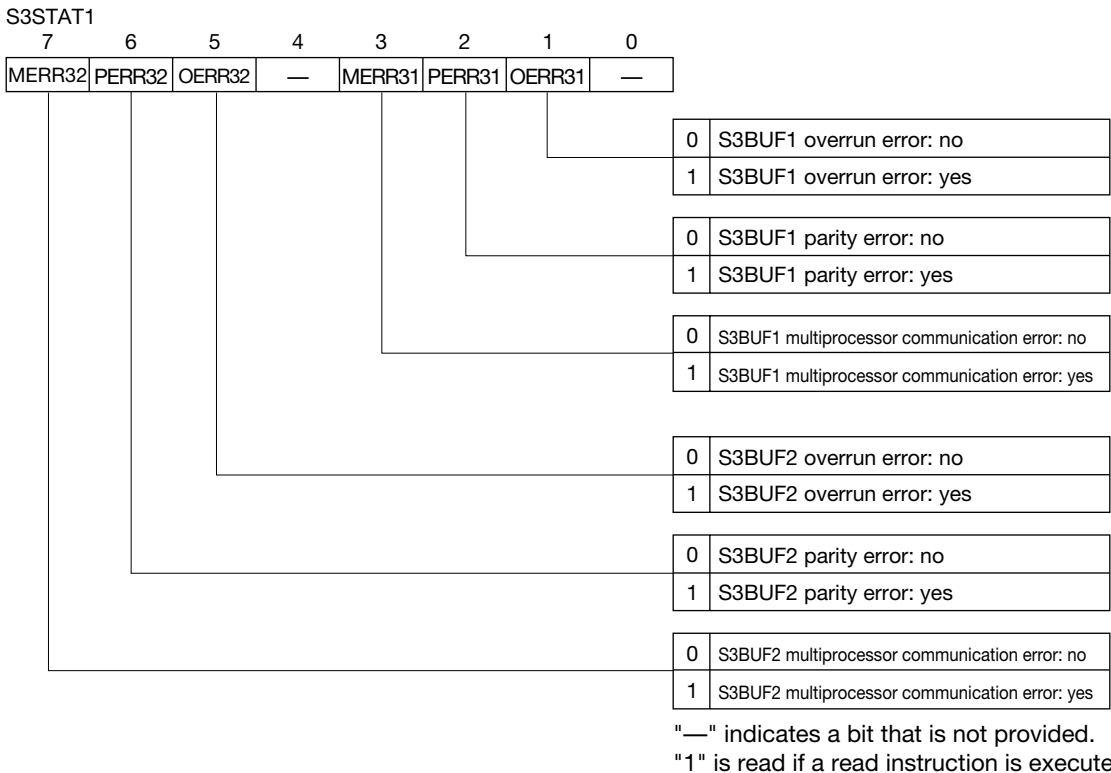 S3STAT1
7 6 5 4 3 2 1 0
MERR32 PERR32 OERR32 — MERR31 PERR31 OERR31 —
0 S3BUF1 overrun error: no
1 S3BUF1 overrun error: yes
0 S3BUF1 parity error: no
1 S3BUF1 parity error: yes
0 S3BUF1 multiprocessor communication error: no
1 S3BUF1 multiprocessor communication error: yes
0 S3BUF2 overrun error: no
1 S3BUF2 overrun error: yes
0 S3BUF2 parity error: no
1 S3BUF2 parity error: yes
0 S3BUF2 multiprocessor communication error: no
1 S3BUF2 multiprocessor communication error: yes
"—" indicates a bit that is not provided.
"1" is read if a read instruction is execute